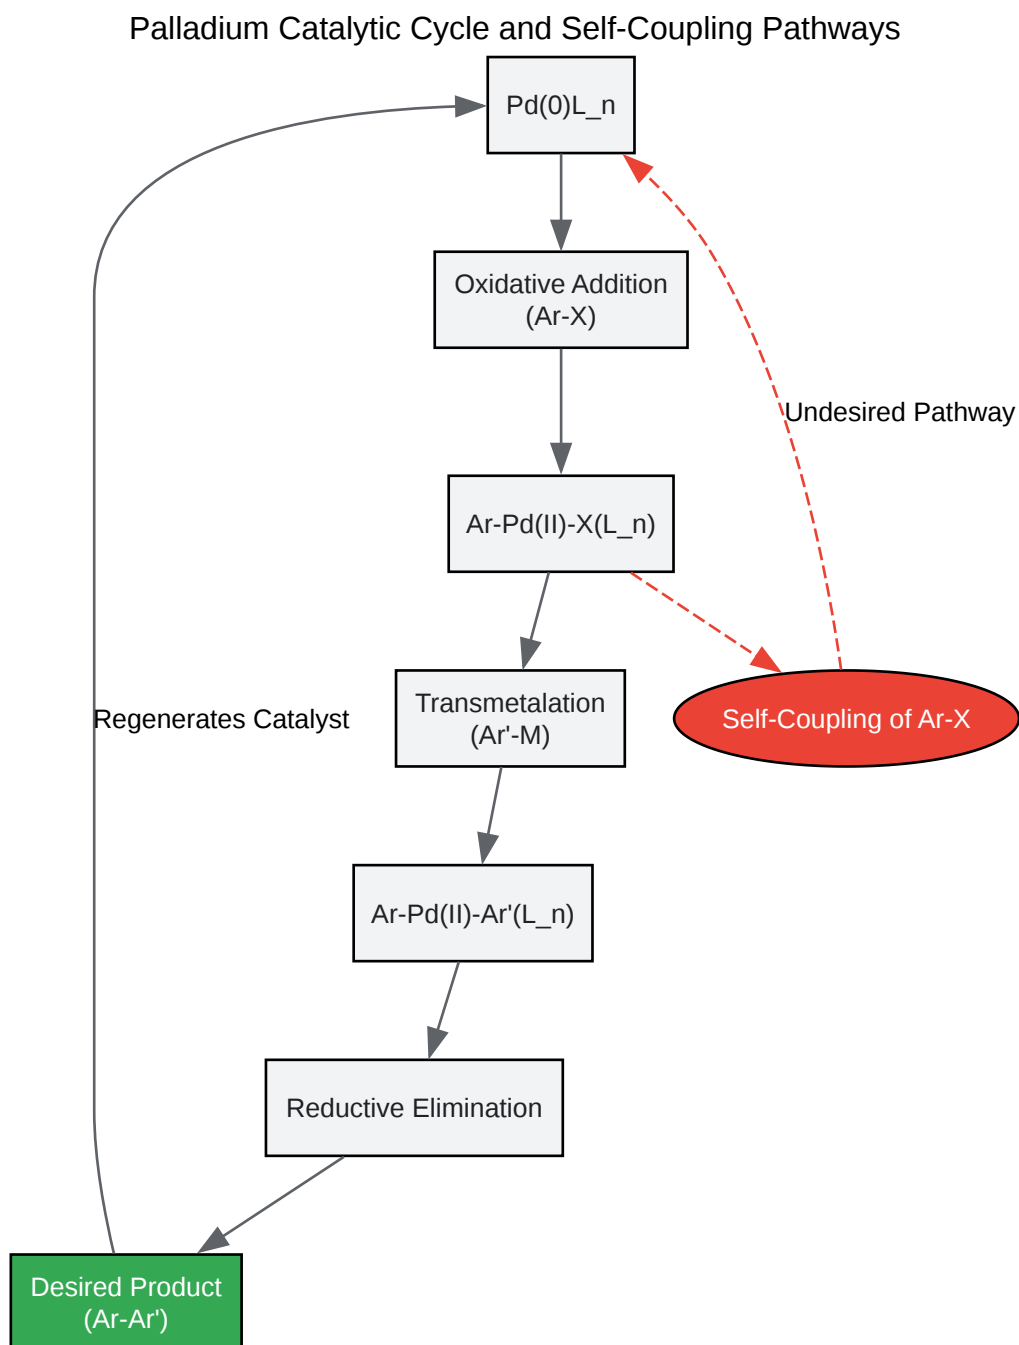 Palladium Catalytic Cycle and Self-Coupling Pathways
Pd(0)L_n
Oxidative Addition
(Ar-X)
Undesired Pathway
Ar-Pd(II)-X(L_n)
Transmetalation
(Ar'-M)
Regenerates Catalyst
Self-Coupling of Ar-X
Ar-Pd(II)-Ar'(L_n)
Reductive Elimination
Desired Product
(Ar-Ar')